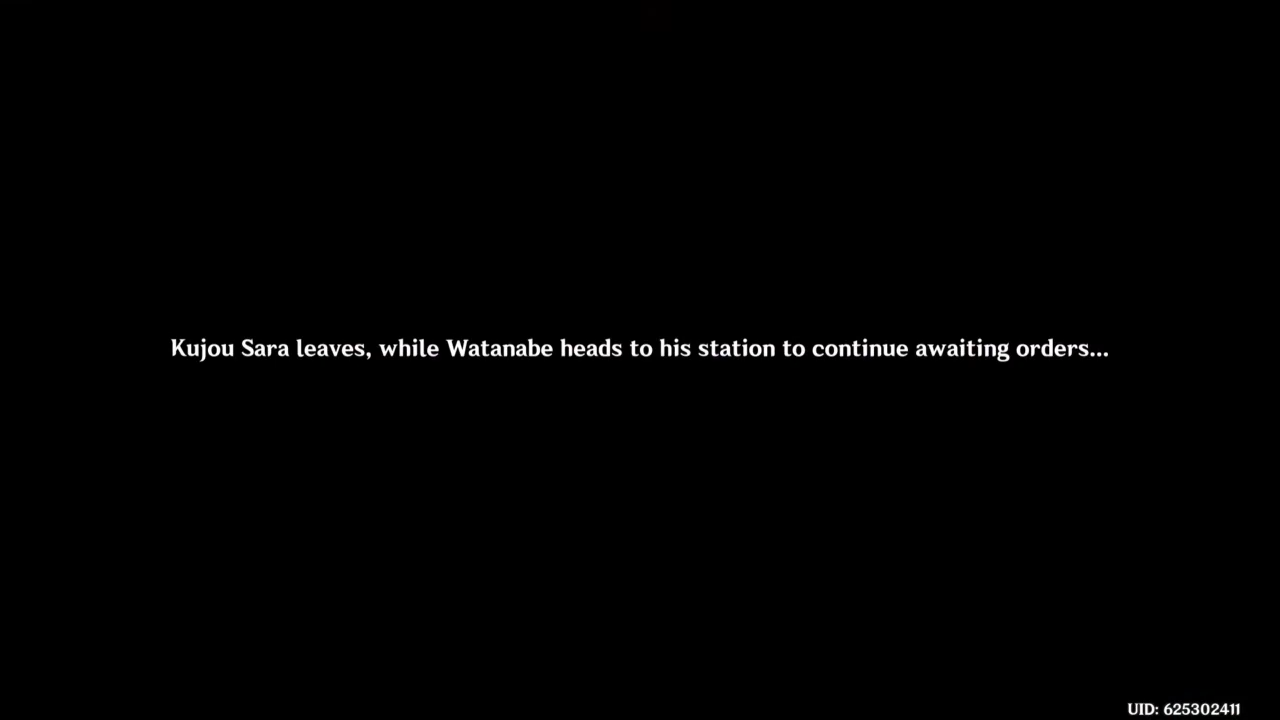 Kujou Sara leaves, while Watanabe heads to his station to continue awaiting orders...
UID: 625302411